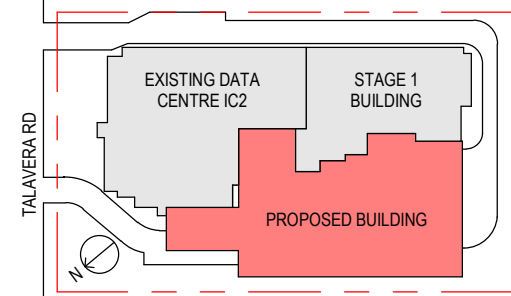 EXISTING DATA
CENTRE IC2
STAGE 1
BUILDING
TALAVERA RD
PROPOSED BUILDING
N